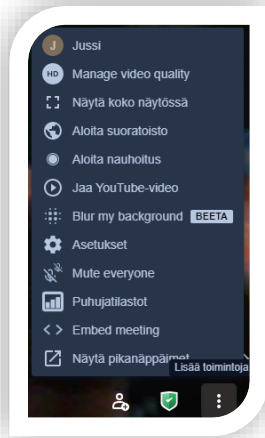 J Jussi
HD Manage video quality
Näytä koko näytössä
Aloita suoratoisto
Aloita nauhoitus
Jaa YouTube-video
Blur my background BEETA
Asetukset
Mute everyone
Puhujatilastot
Embed meeting
Näytä pikanäppäimet
Lisää toimintoja